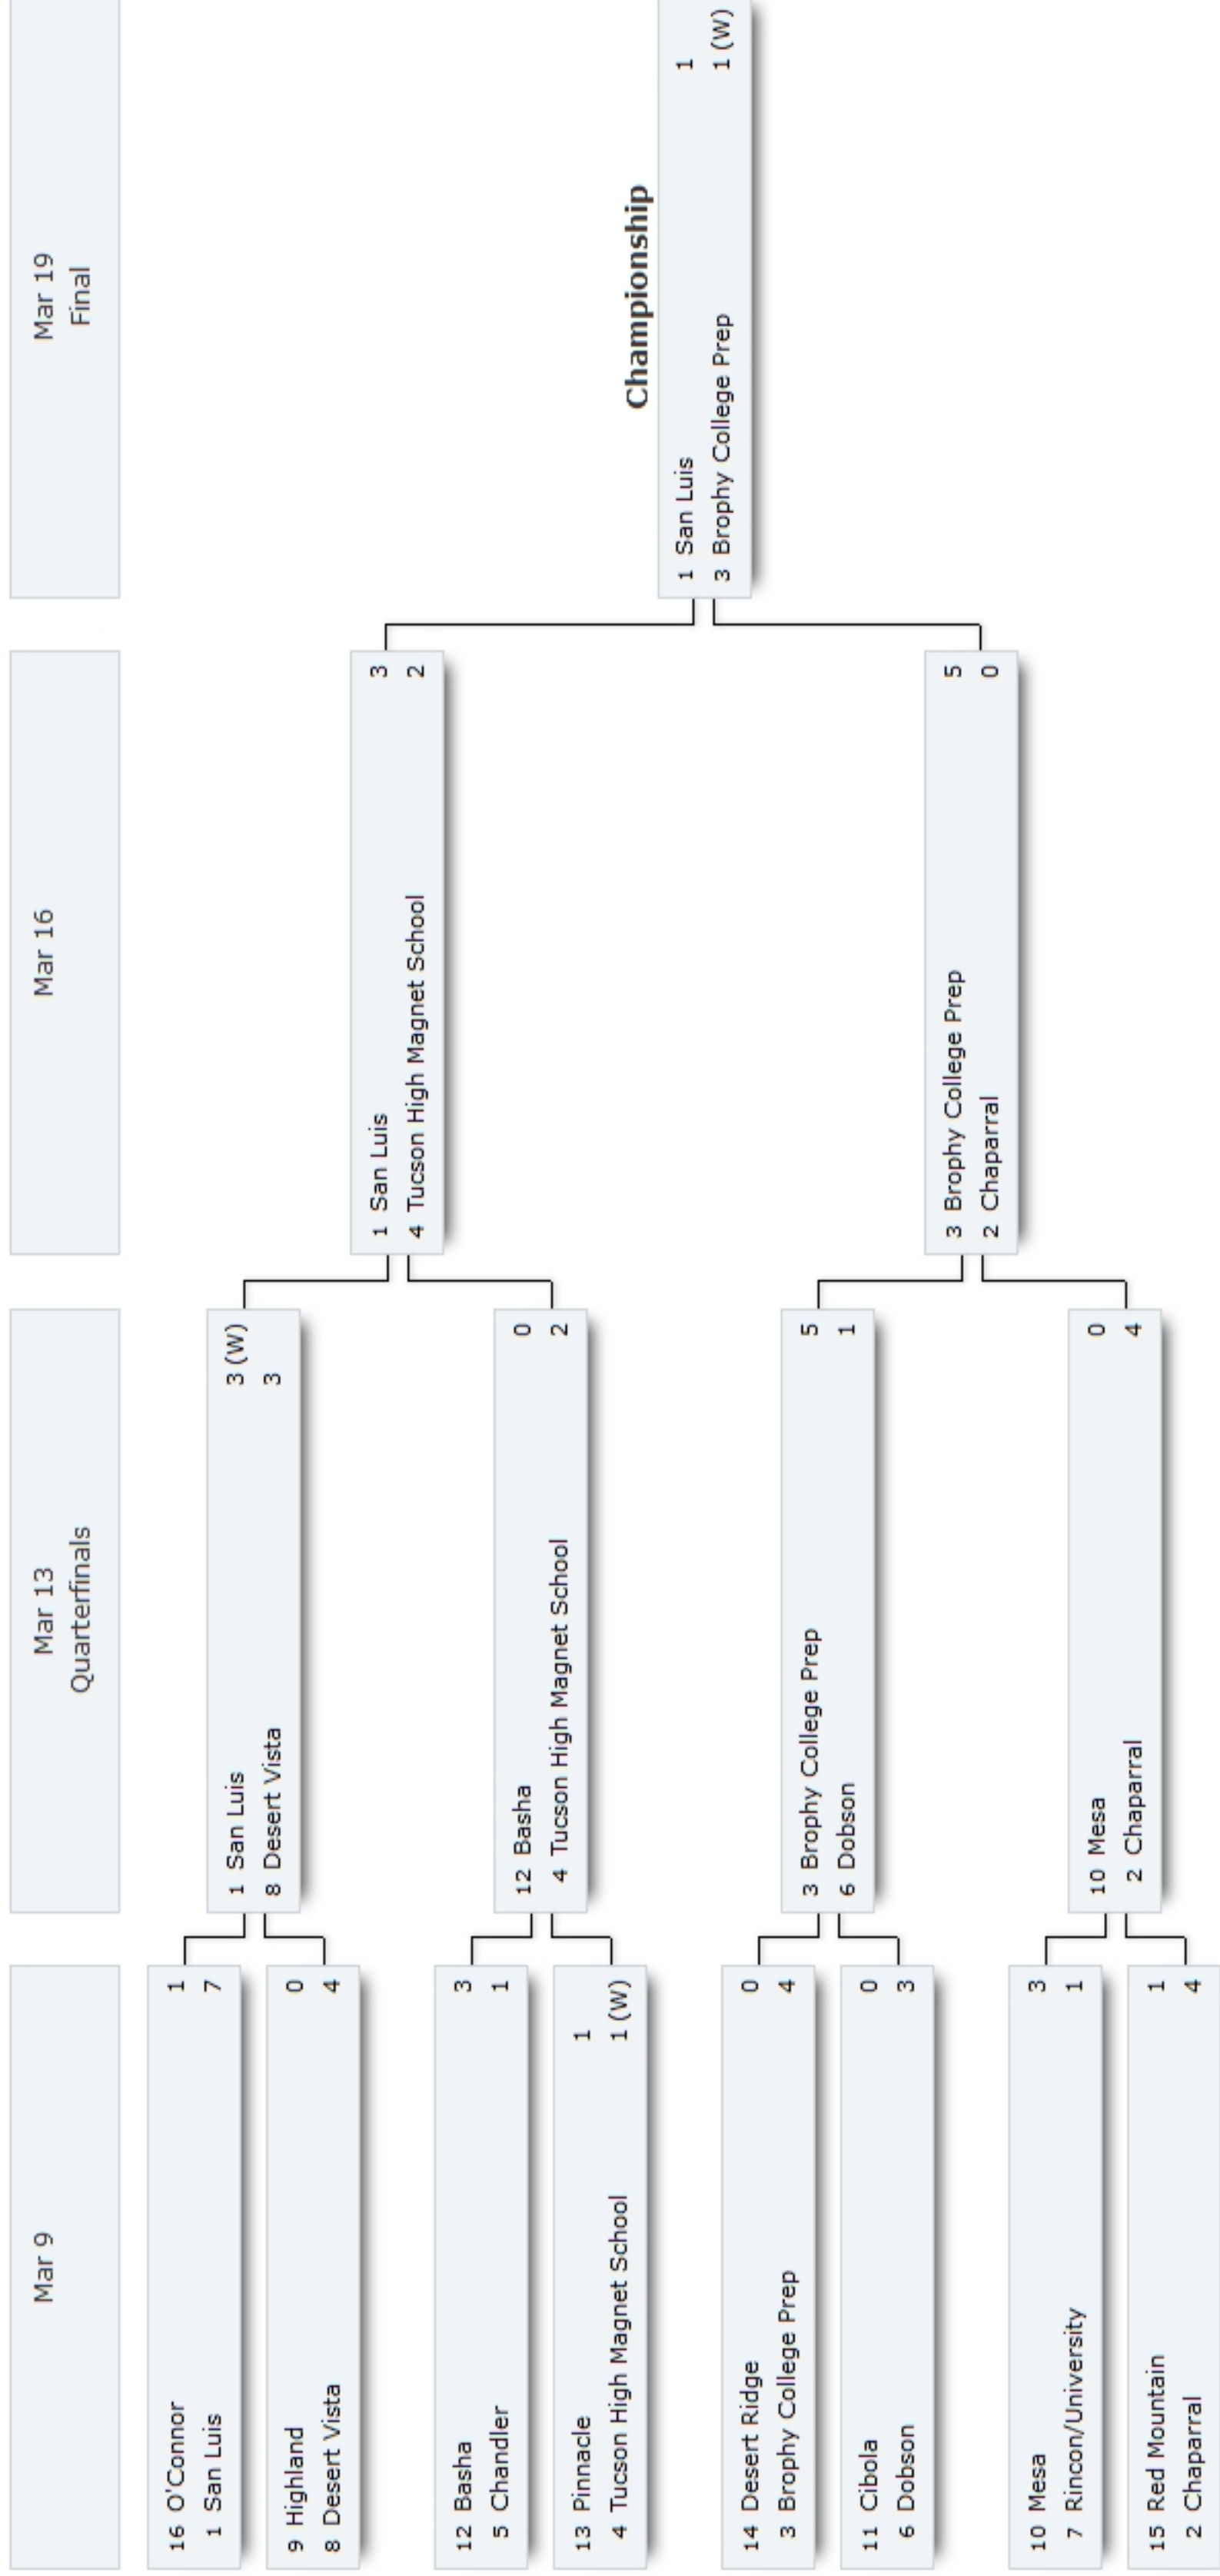 Mar 9
Mar 13
Quarterfinals
Mar 16
Mar 19
Final
16 O'Connor 1
1 San Luis 7
9 Highland 0
8 Desert Vista 4
12 Basha 3
5 Chandler 1
13 Pinnacle 1
4 Tucson High Magnet School 1 (W)
14 Desert Ridge 0
3 Brophy College Prep 4
11 Cibola 0
6 Dobson 3
10 Mesa 3
7 Rincon/University 1
15 Red Mountain 1
2 Chaparral 4
1 San Luis 3 (W)
8 Desert Vista 3
12 Basha 0
4 Tucson High Magnet School 2
3 Brophy College Prep 5
6 Dobson 1
10 Mesa 0
2 Chaparral 4
1 San Luis 3
4 Tucson High Magnet School 2
3 Brophy College Prep 5
2 Chaparral 0
Championship
1 San Luis 1
3 Brophy College Prep 1 (W)